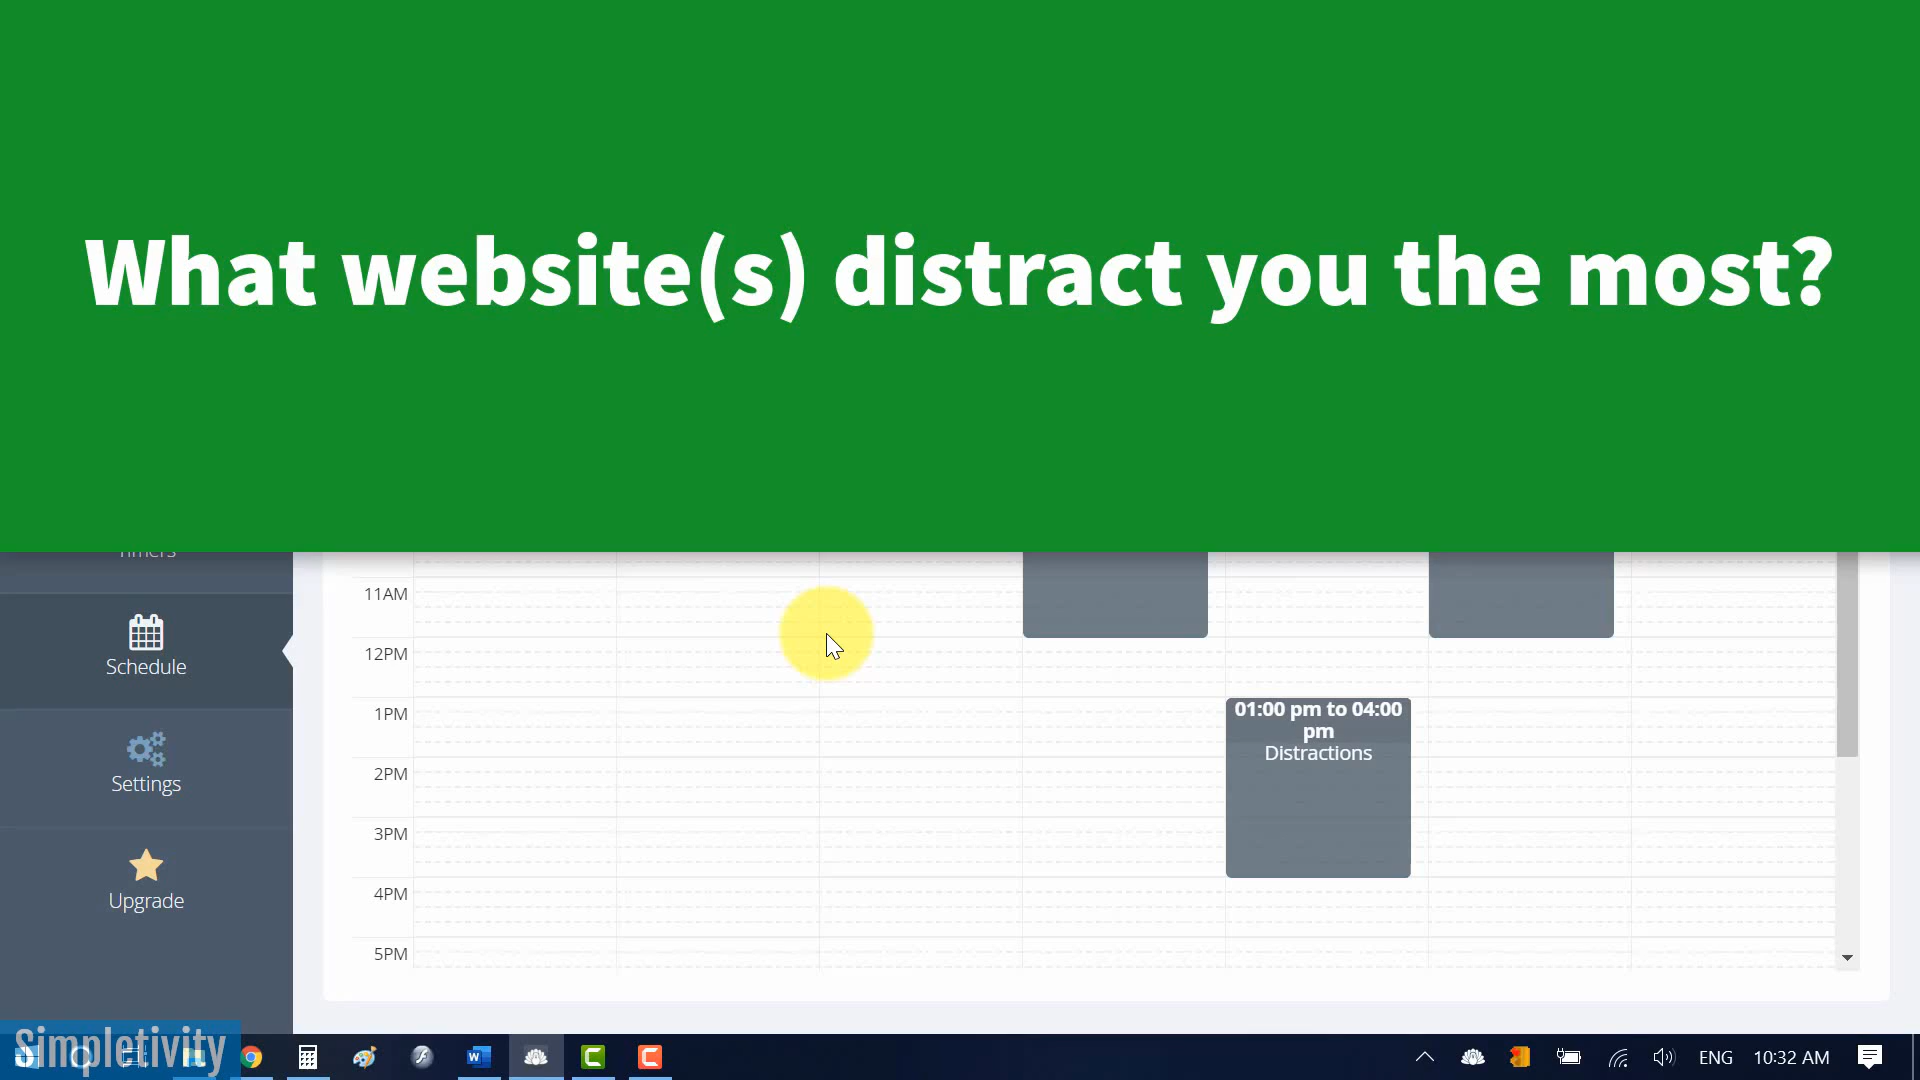 What website(s) distract you the most?
Timers
11AM
Schedule
12PM
1PM
01:00 pm to 04:00
pm
Distractions
2PM
Settings
3PM
4PM
Upgrade
5PM
Simpletivity
ENG
10:32 AM